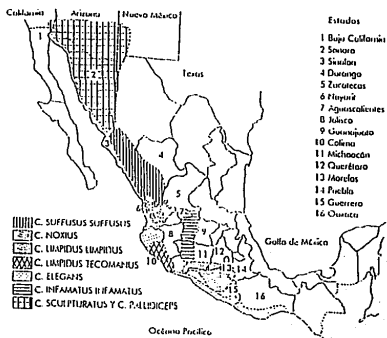 California Arizona Nuevo México
Texas
Golfo de México
Océano Pacífico
1
2
3
4
5
6
8
9
10
11
12
13
14
15
16
Estados
1 Baja California
2 Sonora
3 Sinaloa
4 Durango
5 Zacatecas
6 Nayarit
7 Aguascalientes
8 Jalisco
9 Guanajuato
10 Colima
11 Michoacán
12 Querétaro
13 Morelos
14 Puebla
15 Guerrero
16 Oaxaca
C. SUFFUSUS SUFFUSUS
C. NOXIUS
C. LIMPIDUS LIMPIDUS
C. LIMPIDUS TECOMANUS
C. ELEGANS
C. INFAMATUS INFAMATUS
C. SCULPTURATUS Y C. PALLIDICEPS